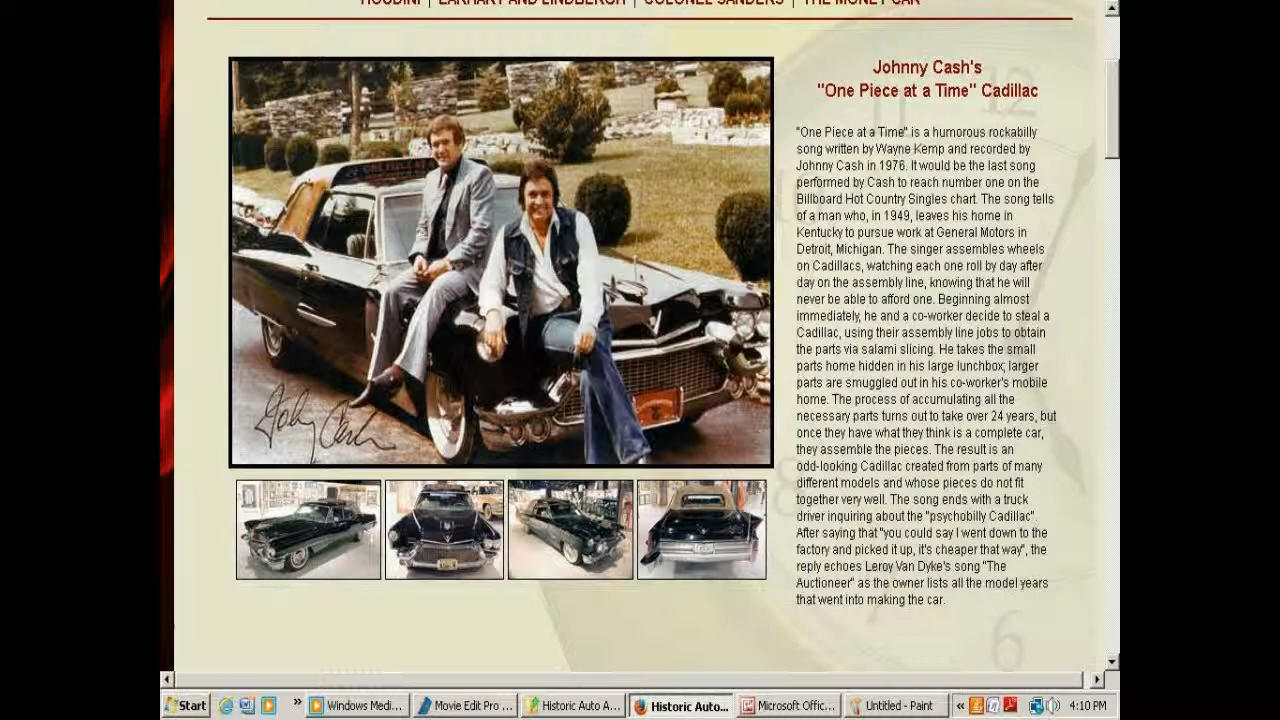 HOUDINI | EARHART AND LINDBERGH | COLONEL SANDERS | THE MONEY CAR
Johnny Cash's
"One Piece at a Time" Cadillac
"One Piece at a Time" is a humorous rockabilly
song written by Wayne Kemp and recorded by
Johnny Cash in 1976. It would be the last song
performed by Cash to reach number one on the
Billboard Hot Country Singles chart. The song tells
of a man who, in 1949, leaves his home in
Kentucky to pursue work at General Motors in
Detroit, Michigan. The singer assembles wheels
on Cadillacs, watching each one roll by day after
day on the assembly line, knowing that he will
never be able to afford one. Beginning almost
immediately, he and a co-worker decide to steal a
Cadillac, using their assembly line jobs to obtain
the parts via salami slicing. He takes the small
parts home hidden in his large lunchbox; larger
parts are smuggled out in his co-worker's mobile
home. The process of accumulating all the
necessary parts turns out to take over 24 years, but
once they have what they think is a complete car,
they assemble the pieces. The result is an
odd-looking Cadillac created from parts of many
different models and whose pieces do not fit
together very well. The song ends with a truck
driver inquiring about the "psychobilly Cadillac".
After saying that "you could say I went down to the
factory and picked it up, it's cheaper that way", the
reply echoes Leroy Van Dyke's song "The
Auctioneer" as the owner lists all the model years
that went into making the car.
Johnny Cash
12
6
Start » Windows Medi... Movie Edit Pro ... Historic Auto A... Historic Auto... Microsoft Offic... Untitled - Paint « 4:10 PM